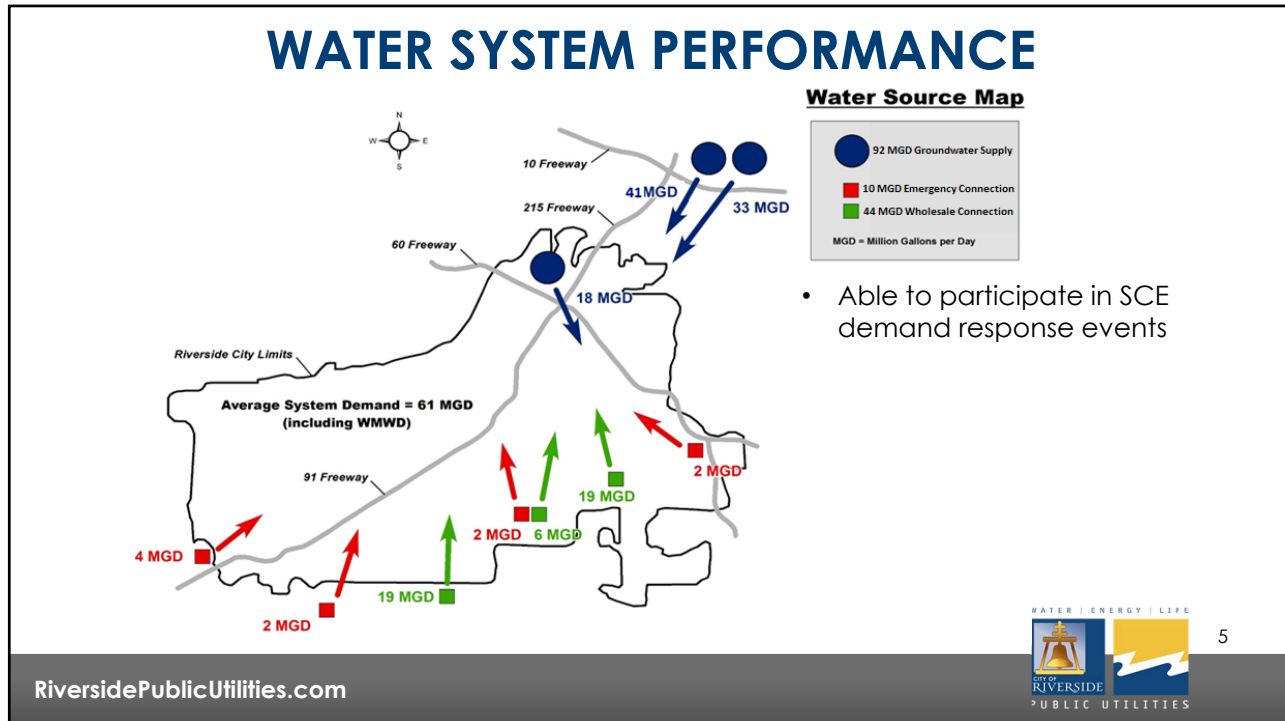 WATER SYSTEM PERFORMANCE
Water Source Map
92 MGD Groundwater Supply
10 MGD Emergency Connection
44 MGD Wholesale Connection
MGD = Million Gallons per Day
N
W
E
S
10 Freeway
41MGD
33 MGD
215 Freeway
60 Freeway
18 MGD
• Able to participate in SCE
demand response events
Riverside City Limits
Average System Demand = 61 MGD
(including WMWD)
91 Freeway
2 MGD
19 MGD
2 MGD
6 MGD
4 MGD
19 MGD
2 MGD
WATER | ENERGY | LIFE
CITY OF
RIVERSIDE
PUBLIC UTILITIES
5
RiversidePublicUtilities.com